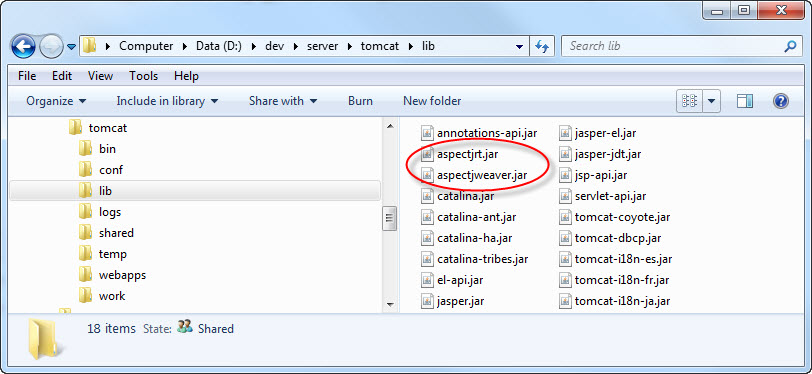 Computer Data (D:) dev server tomcat lib
Search lib
File Edit View Tools Help
Organize Include in library Share with Burn New folder
tomcat
bin
conf
lib
logs
shared
temp
webapps
work
annotations-api.jar
aspectjrt.jar
aspectjweaver.jar
catalina.jar
catalina-ant.jar
catalina-ha.jar
catalina-tribes.jar
el-api.jar
jasper.jar
jasper-el.jar
jasper-jdt.jar
jsp-api.jar
servlet-api.jar
tomcat-coyote.jar
tomcat-dbcp.jar
tomcat-i18n-es.jar
tomcat-i18n-fr.jar
tomcat-i18n-ja.jar
18 items State: Shared